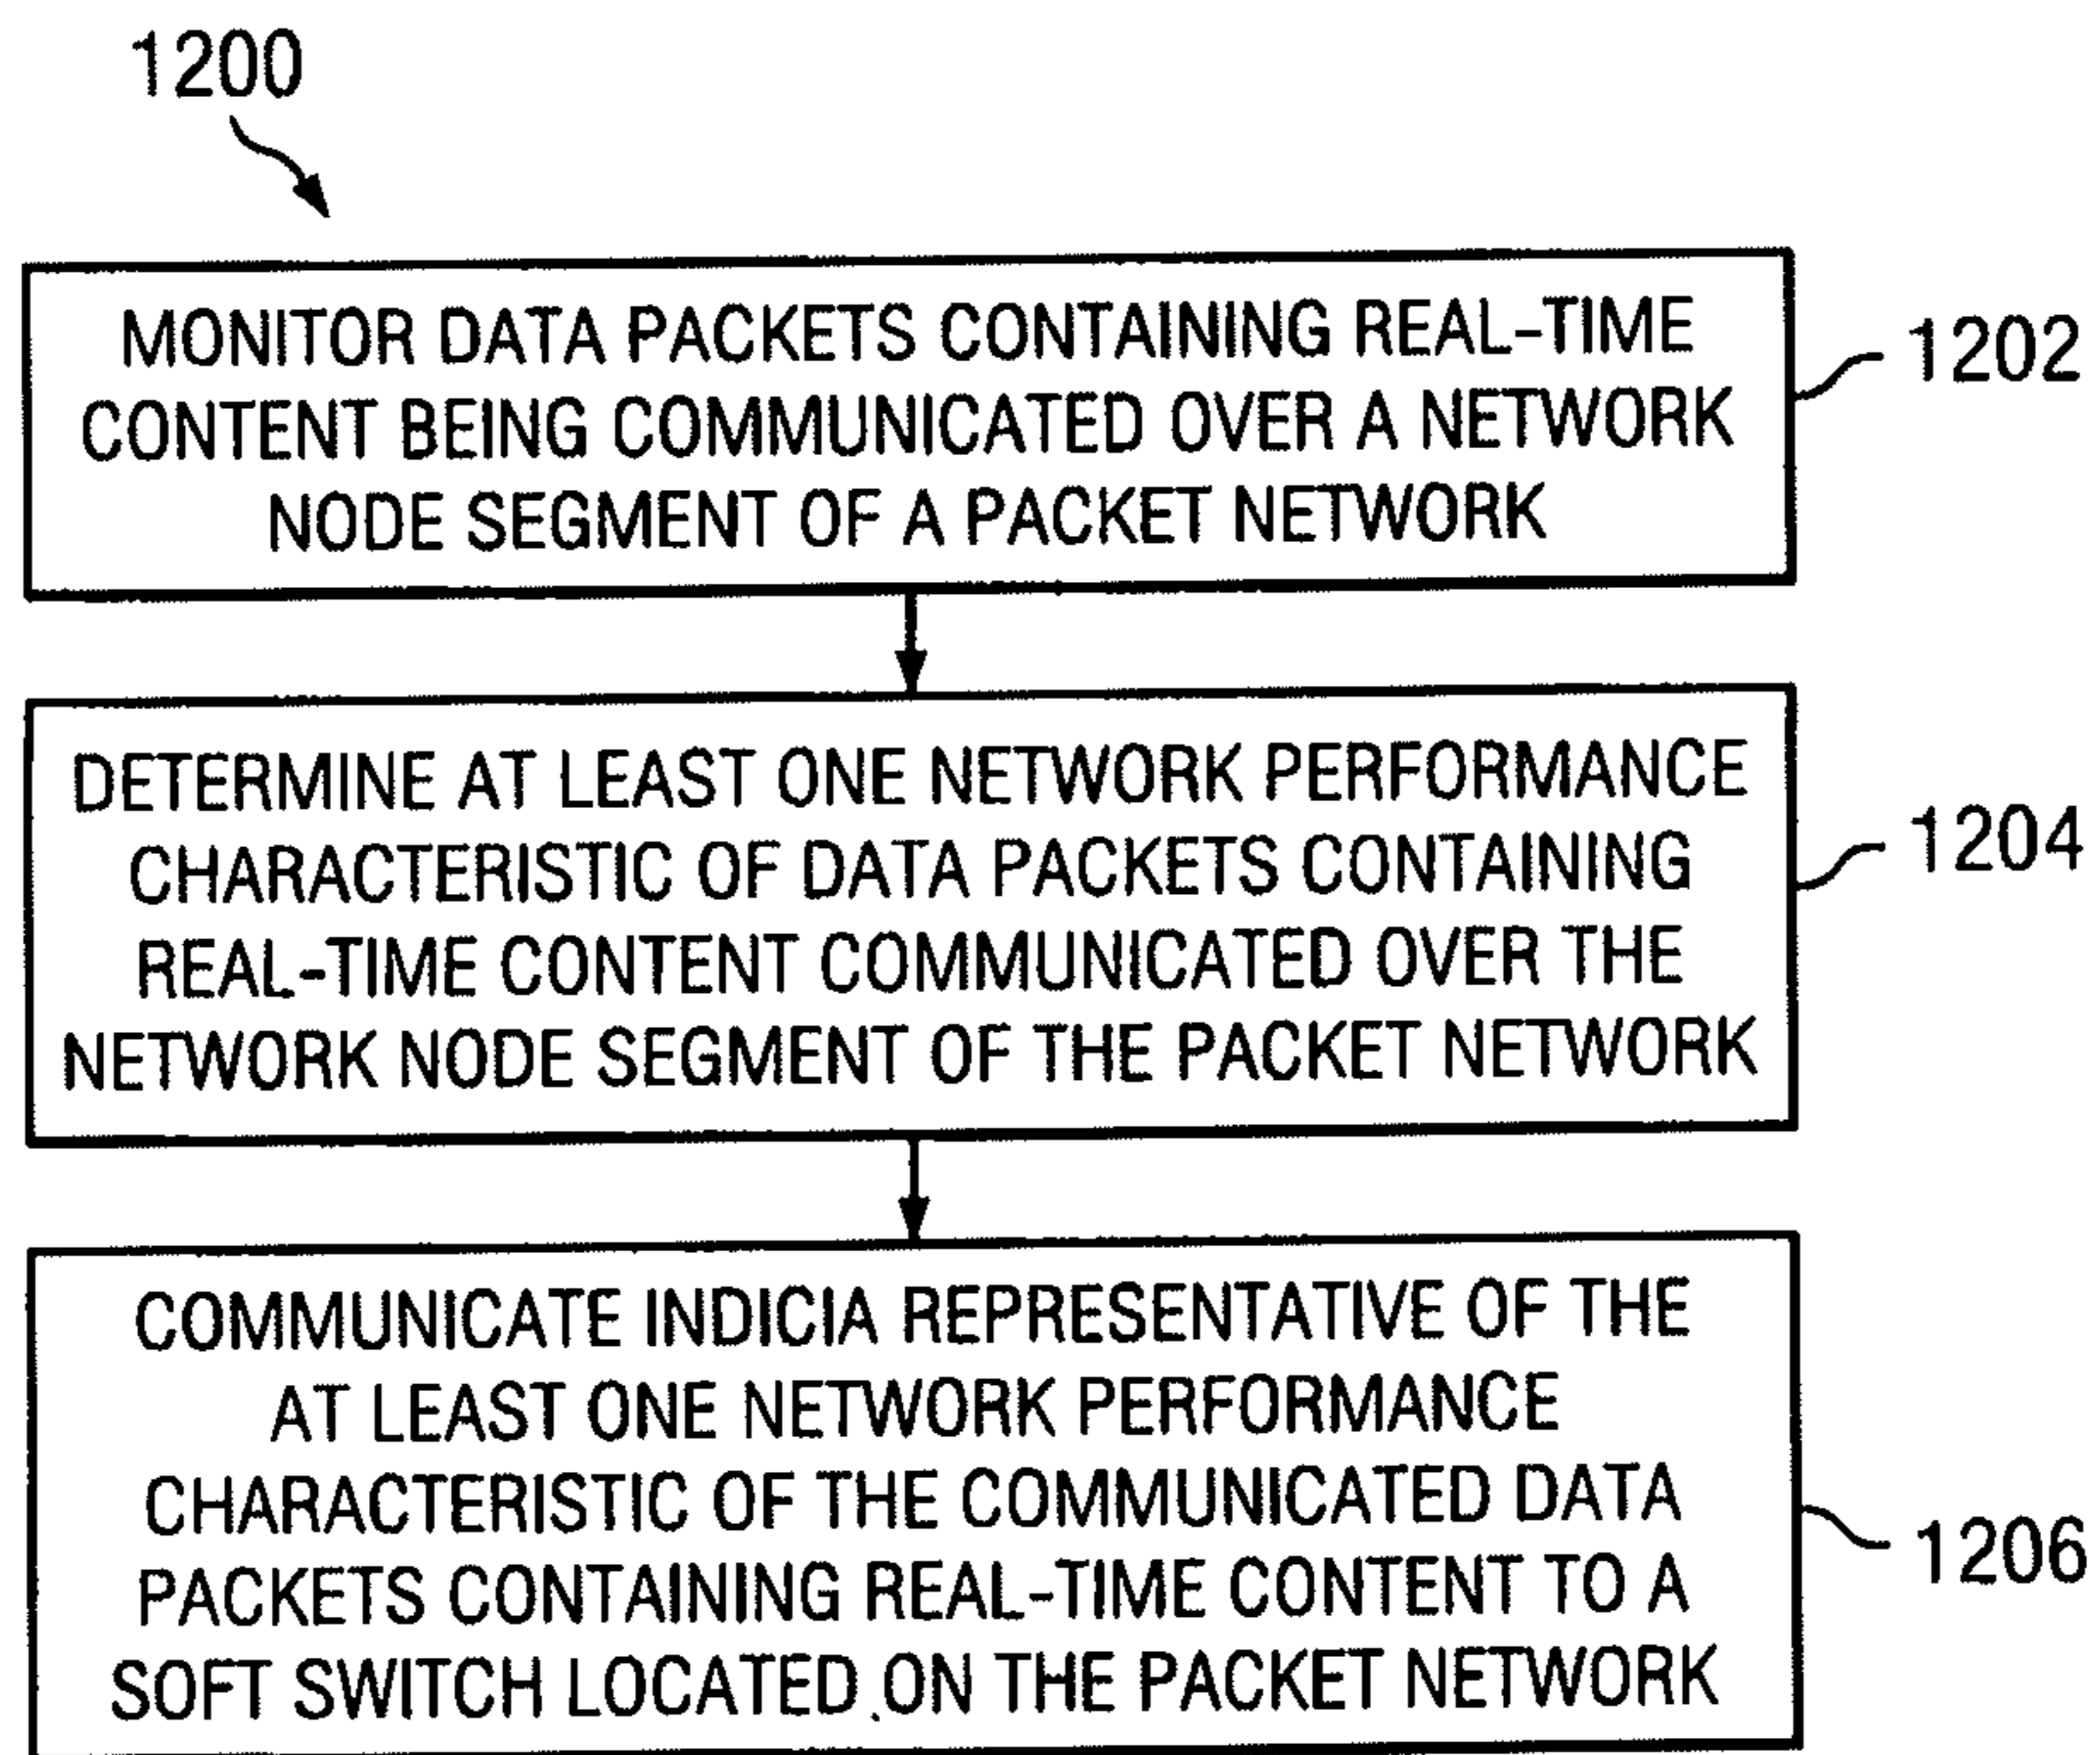 1200
MONITOR DATA PACKETS CONTAINING REAL-TIME
CONTENT BEING COMMUNICATED OVER A NETWORK
NODE SEGMENT OF A PACKET NETWORK
1202
DETERMINE AT LEAST ONE NETWORK PERFORMANCE
CHARACTERISTIC OF DATA PACKETS CONTAINING
REAL-TIME CONTENT COMMUNICATED OVER THE
NETWORK NODE SEGMENT OF THE PACKET NETWORK
1204
COMMUNICATE INDICIA REPRESENTATIVE OF THE
AT LEAST ONE NETWORK PERFORMANCE
CHARACTERISTIC OF THE COMMUNICATED DATA
PACKETS CONTAINING REAL-TIME CONTENT TO A
SOFT SWITCH LOCATED ON THE PACKET NETWORK
1206